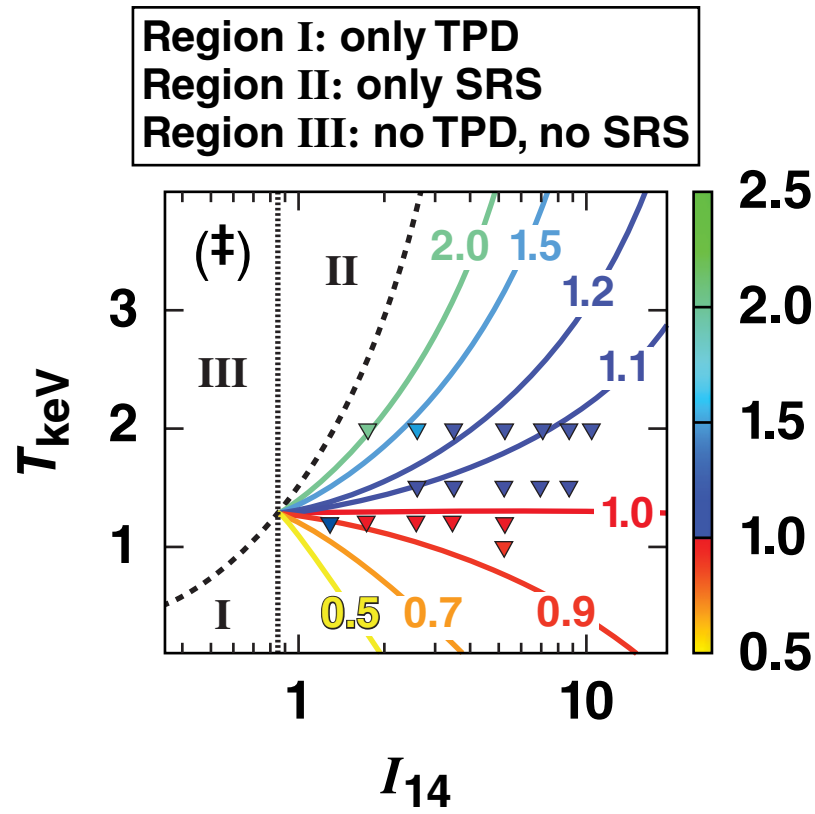 Region I: only TPD
Region II: only SRS
Region III: no TPD, no SRS
(‡)
II
2.0
1.5
1.2
1.1
III
1.0
I
0.5
0.7
0.9
3
2
1
T keV
1
10
I 14
2.5
2.0
1.5
1.0
0.5